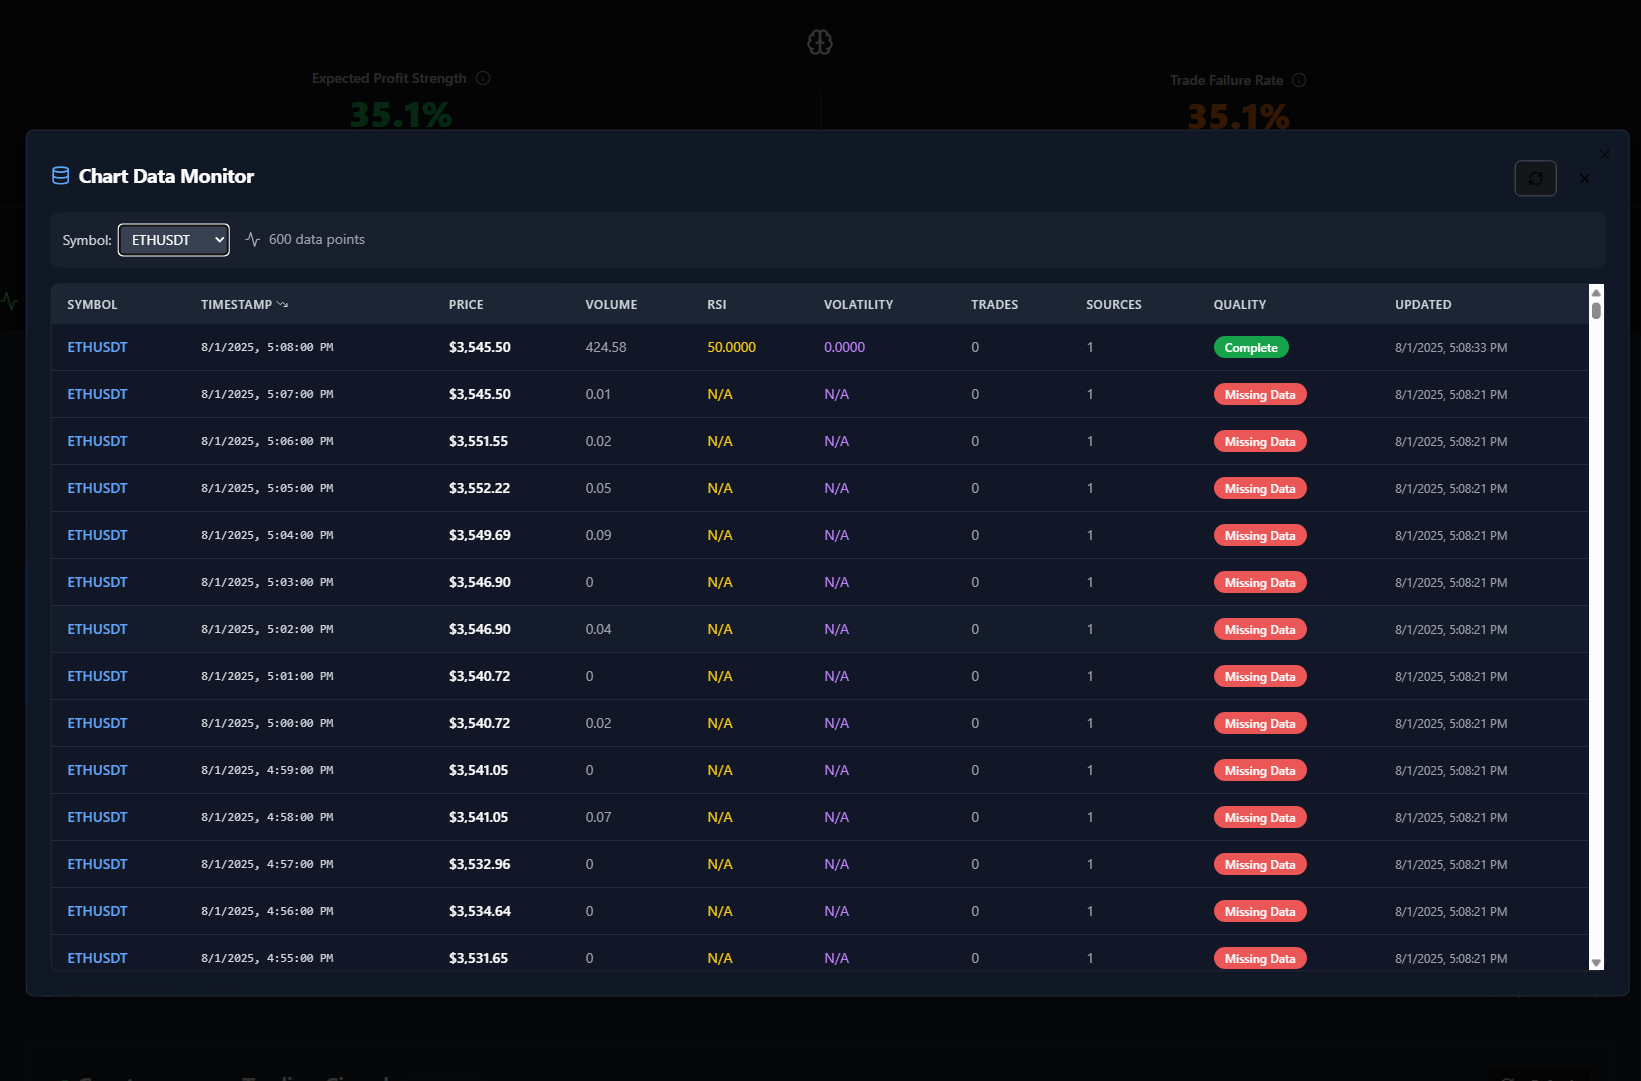 Expected Profit Strength
35.1%
Trade Failure Rate
35.1%
Chart Data Monitor
Symbol: ETHUSDT 600 data points
SYMBOL TIMESTAMP PRICE VOLUME RSI VOLATILITY TRADES SOURCES QUALITY UPDATED
ETHUSDT 8/1/2025, 5:08:00 PM $3,545.50 424.58 50.0000 0.0000 0 1 Complete 8/1/2025, 5:08:33 PM
ETHUSDT 8/1/2025, 5:07:00 PM $3,545.50 0.01 N/A N/A 0 1 Missing Data 8/1/2025, 5:08:21 PM
ETHUSDT 8/1/2025, 5:06:00 PM $3,551.55 0.02 N/A N/A 0 1 Missing Data 8/1/2025, 5:08:21 PM
ETHUSDT 8/1/2025, 5:05:00 PM $3,552.22 0.05 N/A N/A 0 1 Missing Data 8/1/2025, 5:08:21 PM
ETHUSDT 8/1/2025, 5:04:00 PM $3,549.69 0.09 N/A N/A 0 1 Missing Data 8/1/2025, 5:08:21 PM
ETHUSDT 8/1/2025, 5:03:00 PM $3,546.90 0 N/A N/A 0 1 Missing Data 8/1/2025, 5:08:21 PM
ETHUSDT 8/1/2025, 5:02:00 PM $3,546.90 0.04 N/A N/A 0 1 Missing Data 8/1/2025, 5:08:21 PM
ETHUSDT 8/1/2025, 5:01:00 PM $3,540.72 0 N/A N/A 0 1 Missing Data 8/1/2025, 5:08:21 PM
ETHUSDT 8/1/2025, 5:00:00 PM $3,540.72 0.02 N/A N/A 0 1 Missing Data 8/1/2025, 5:08:21 PM
ETHUSDT 8/1/2025, 4:59:00 PM $3,541.05 0 N/A N/A 0 1 Missing Data 8/1/2025, 5:08:21 PM
ETHUSDT 8/1/2025, 4:58:00 PM $3,541.05 0.07 N/A N/A 0 1 Missing Data 8/1/2025, 5:08:21 PM
ETHUSDT 8/1/2025, 4:57:00 PM $3,532.96 0 N/A N/A 0 1 Missing Data 8/1/2025, 5:08:21 PM
ETHUSDT 8/1/2025, 4:56:00 PM $3,534.64 0 N/A N/A 0 1 Missing Data 8/1/2025, 5:08:21 PM
ETHUSDT 8/1/2025, 4:55:00 PM $3,531.65 0 N/A N/A 0 1 Missing Data 8/1/2025, 5:08:21 PM